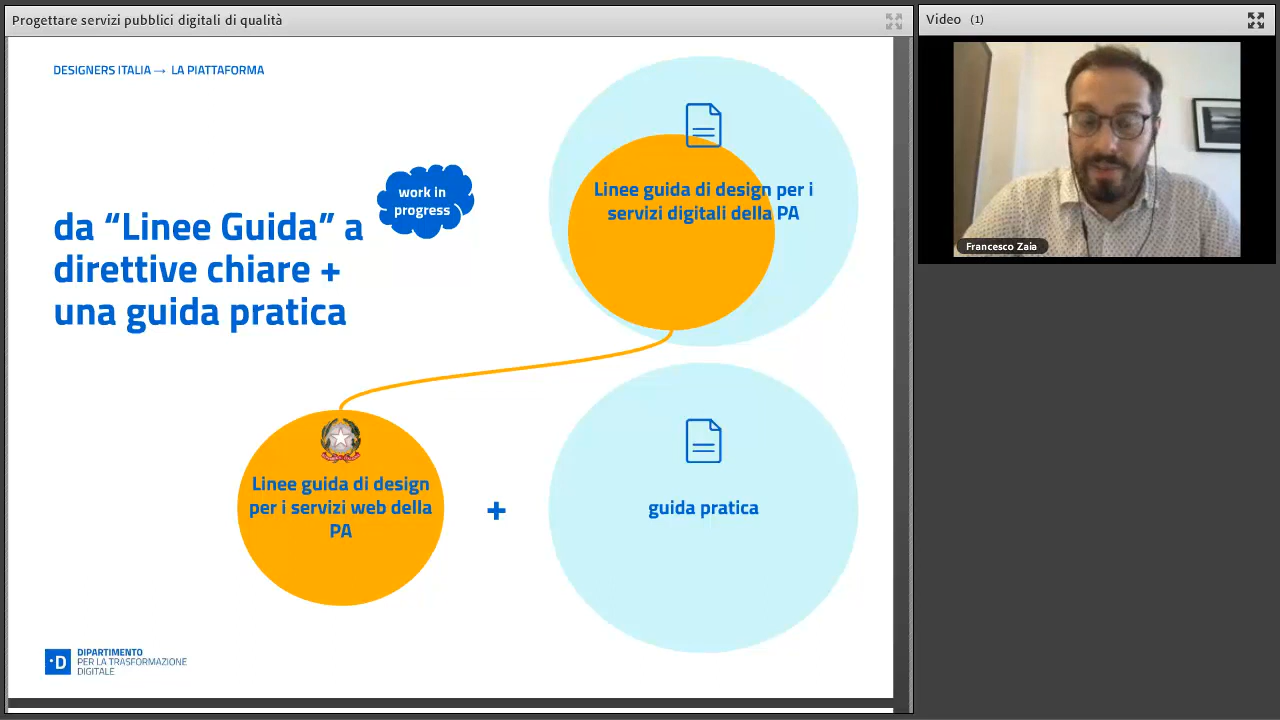 Progettare servizi pubblici digitali di qualità
Video (1)
DESIGNERS ITALIA → LA PIATTAFORMA
work in
progress
da “Linee Guida” a
direttive chiare +
una guida pratica
Linee guida di design per i
servizi digitali della PA
Francesco Zaia
Linee guida di design
per i servizi web della
PA
+
guida pratica
·D
DIPARTIMENTO
PER LA TRASFORMAZIONE
DIGITALE